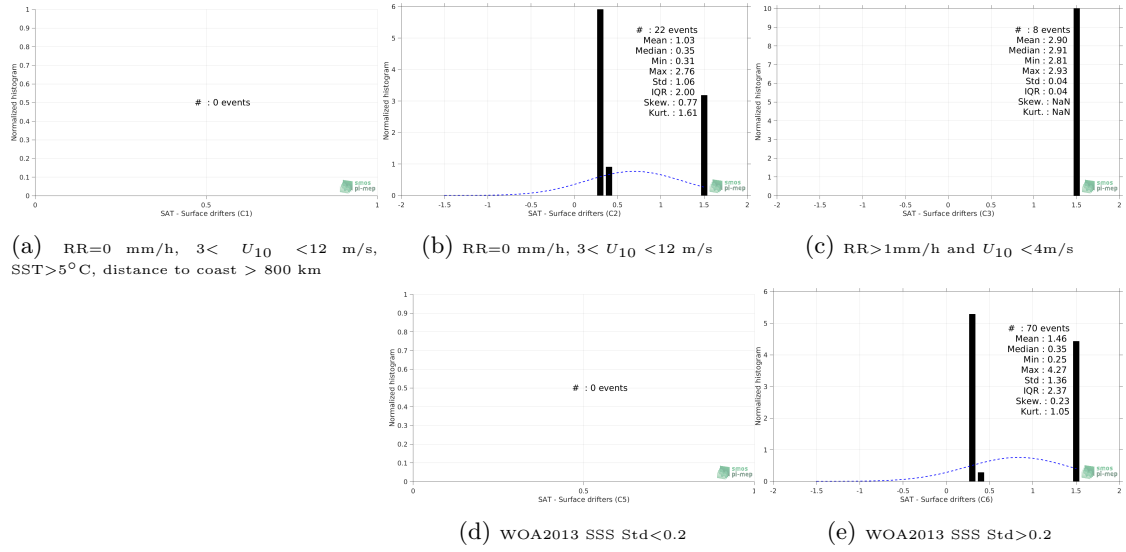 1
0.9
0.8
0.7
0.6
0.5
0.4
0.3
0.2
0.1
0
Normalized histogram
# : 0 events
smos
pi-mep
0 0.5 1
SAT - Surface drifters (C1)
(a) RR=0 mm/h, 3< U10 <12 m/s,
SST>5°C, distance to coast > 800 km
6
5
4
3
2
1
0
Normalized histogram
# : 22 events
Mean : 1.03
Median : 0.35
Min : 0.31
Max : 2.76
Std : 1.06
IQR : 2.00
Skew. : 0.77
Kurt. : 1.61
smos
pi-mep
-2 -1.5 -1 -0.5 0 0.5 1 1.5 2
SAT - Surface drifters (C2)
(b) RR=0 mm/h, 3< U10 <12 m/s
10
9
8
7
6
5
4
3
2
1
0
Normalized histogram
# : 8 events
Mean : 2.90
Median : 2.91
Min : 2.81
Max : 2.93
Std : 0.04
IQR : 0.04
Skew. : NaN
Kurt. : NaN
smos
pi-mep
-2 -1.5 -1 -0.5 0 0.5 1 1.5 2
SAT - Surface drifters (C3)
(c) RR>1mm/h and U10 <4m/s
1
0.9
0.8
0.7
0.6
0.5
0.4
0.3
0.2
0.1
0
Normalized histogram
# : 0 events
smos
pi-mep
0 0.5 1
SAT - Surface drifters (C5)
(d) WOA2013 SSS Std<0.2
6
5
4
3
2
1
0
Normalized histogram
# : 70 events
Mean : 1.46
Median : 0.35
Min : 0.25
Max : 4.27
Std : 1.36
IQR : 2.37
Skew. : 0.23
Kurt. : 1.05
smos
pi-mep
-2 -1.5 -1 -0.5 0 0.5 1 1.5 2
SAT - Surface drifters (C6)
(e) WOA2013 SSS Std>0.2